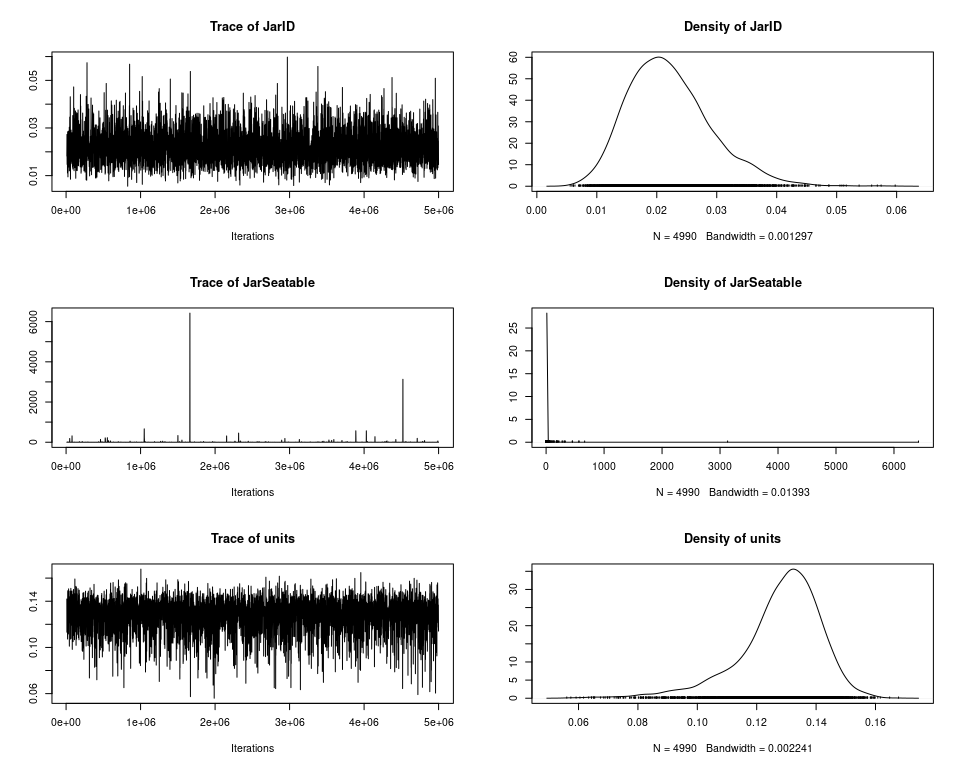 Trace of JarID
0.01 0.03 0.05
0e+00 1e+06 2e+06 3e+06 4e+06 5e+06
Iterations
Density of JarID
0 10 20 30 40 50 60
0.00 0.01 0.02 0.03 0.04 0.05 0.06
N = 4990 Bandwidth = 0.001297
Trace of JarSeatable
0 2000 4000 6000
0e+00 1e+06 2e+06 3e+06 4e+06 5e+06
Iterations
Density of JarSeatable
0 5 10 15 20 25
0 1000 2000 3000 4000 5000 6000
N = 4990 Bandwidth = 0.01393
Trace of units
0.06 0.10 0.14
0e+00 1e+06 2e+06 3e+06 4e+06 5e+06
Iterations
Density of units
0 5 10 20 30
0.06 0.08 0.10 0.12 0.14 0.16
N = 4990 Bandwidth = 0.002241